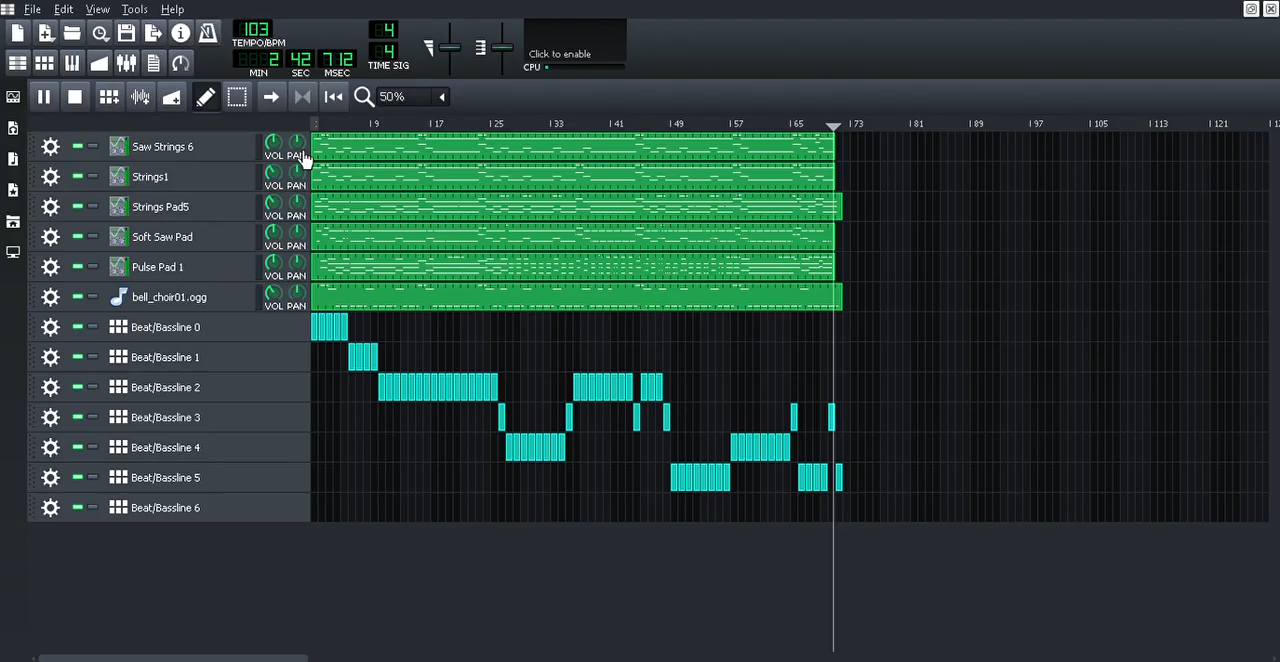 File Edit View Tools Help
103
TEMPO/BPM
2 42 712
MIN SEC MSEC
4
4
TIME SIG
Click to enable
CPU
50%
9 17 25 33 41 49 57 65 73 81 89 97 105 113 121
Saw Strings 6 VOL PAN
Strings1 VOL PAN
Strings Pad5 VOL PAN
Soft Saw Pad VOL PAN
Pulse Pad 1 VOL PAN
bell_choir01.ogg VOL PAN
Beat/Bassline 0
Beat/Bassline 1
Beat/Bassline 2
Beat/Bassline 3
Beat/Bassline 4
Beat/Bassline 5
Beat/Bassline 6